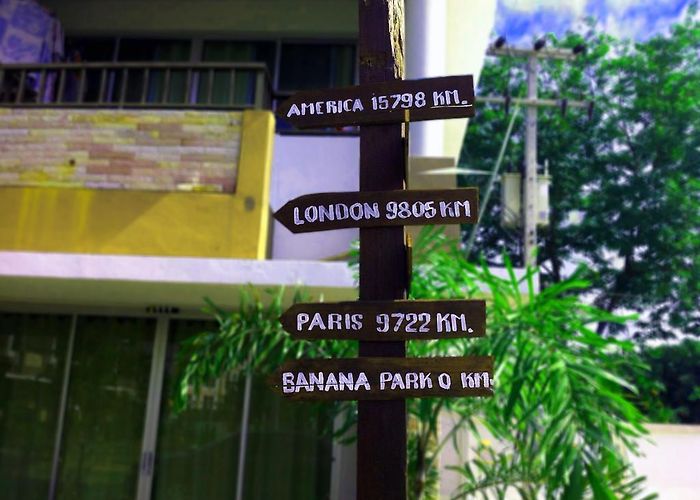 AMERICA 15798 KM.
LONDON 9805 KM
PARIS 9722 KM.
BANANA PARK 0 KM.